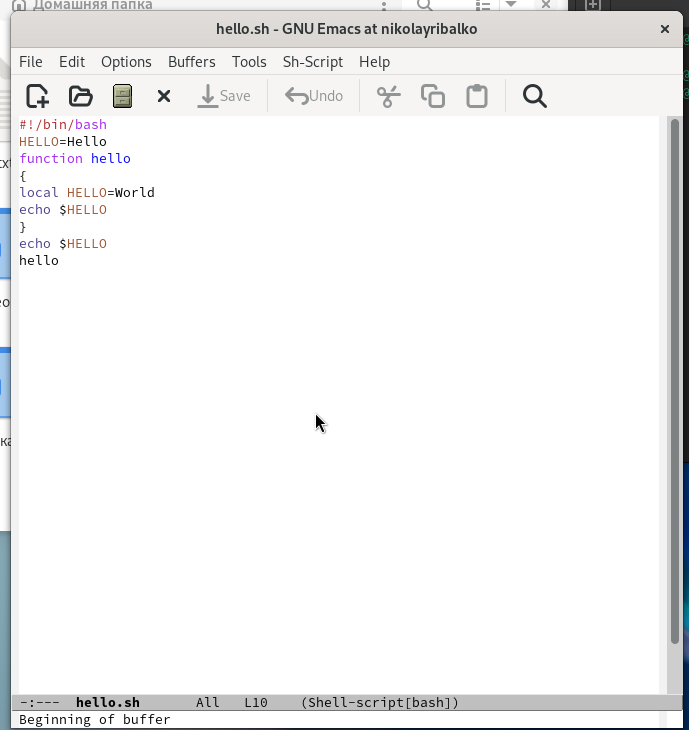 Домашняя папка
hello.sh - GNU Emacs at nikolayribalko
File Edit Options Buffers Tools Sh-Script Help
Save Undo
#!/bin/bash
HELLO=Hello
function hello
{
local HELLO=World
echo $HELLO
}
echo $HELLO
hello
-:--- hello.sh All L10 (Shell-script[bash])
Beginning of buffer